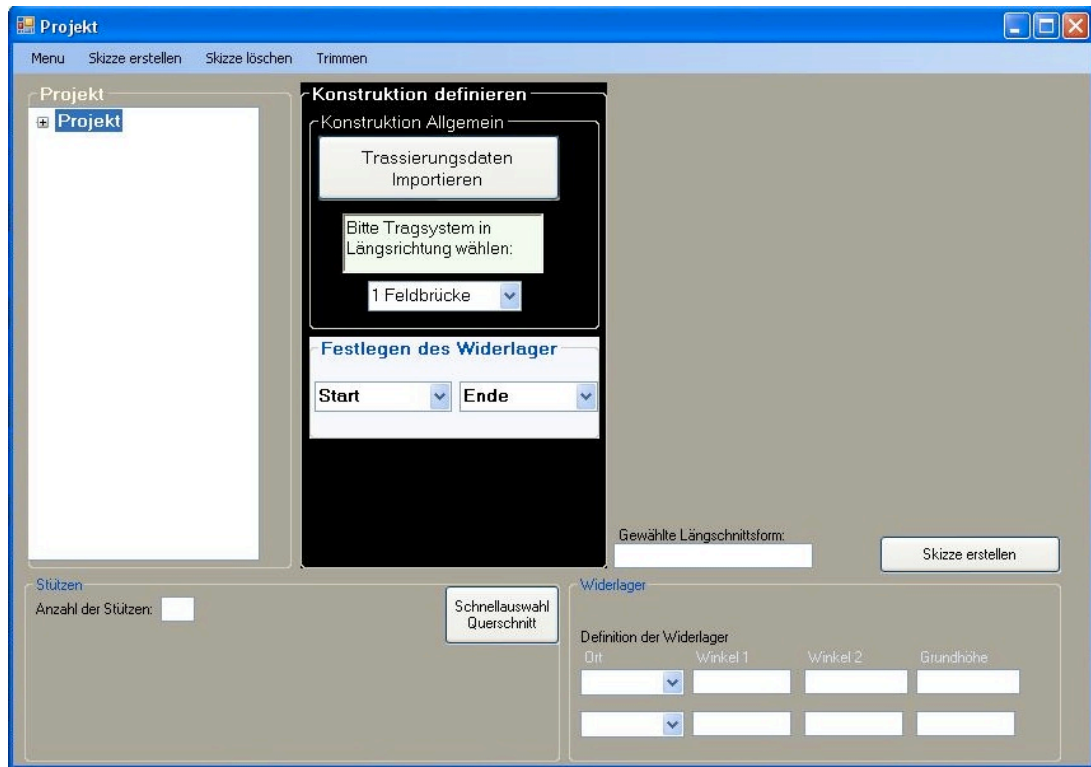 Projekt
Menu Skizze erstellen Skizze löschen Trimmen
Projekt
Projekt
Konstruktion definieren
Konstruktion Allgemein
Trassierungsdaten
Importieren
Bitte Tragsystem in
Längsrichtung wählen:
1 Feldbrücke
Festlegen des Widerlager
Start Ende
Gewählte Längschnittsform:
Skizze erstellen
Stützen
Anzahl der Stützen:
Schnellauswahl
Querschnitt
Widerlager
Definition der Widerlager
Ort Winkel 1 Winkel 2 Grundhöhe